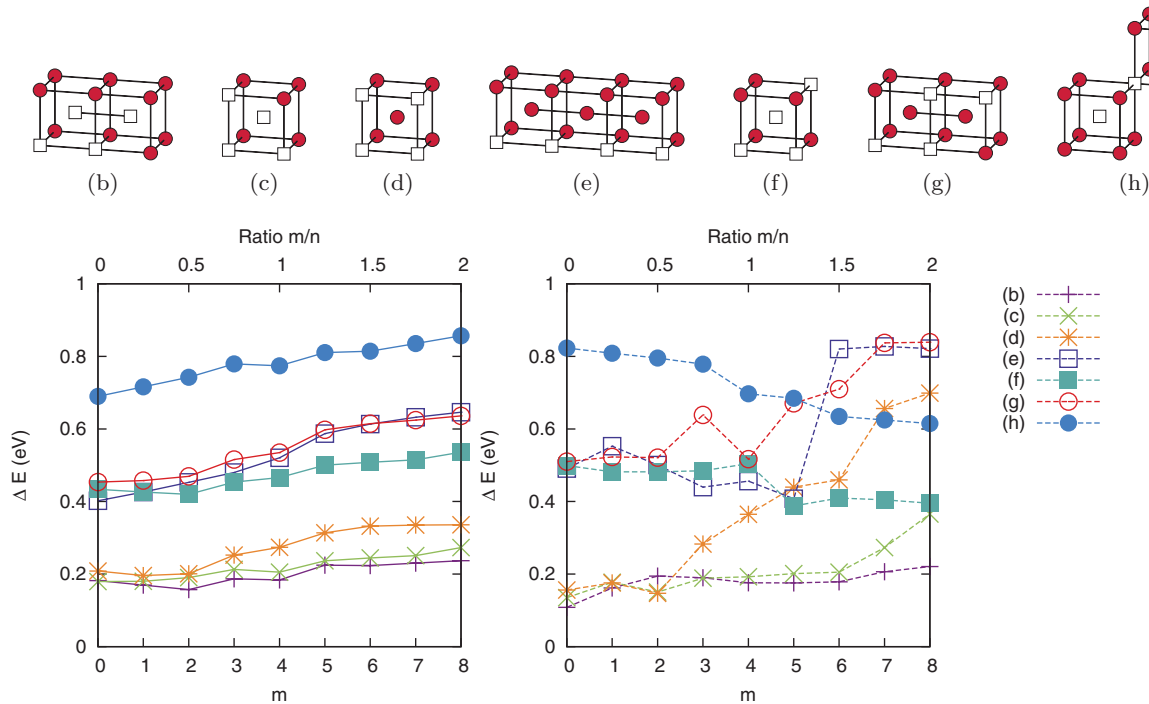 (b) (c) (d) (e) (f) (g) (h)
Ratio m/n Ratio m/n
0 0.5 1 1.5 2 0 0.5 1 1.5 2
1 1
0.8 0.8
0.6 0.6
0.4 0.4
0.2 0.2
0 0
Δ E (eV) Δ E (eV)
0 1 2 3 4 5 6 7 8 0 1 2 3 4 5 6 7 8
m m
(b)
(c)
(d)
(e)
(f)
(g)
(h)